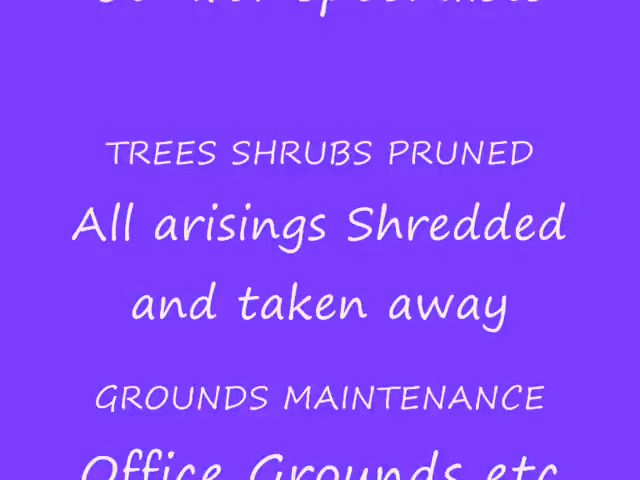 TREES SHRUBS PRUNED
All arisings Shredded
and taken away
GROUNDS MAINTENANCE
Office Grounds etc